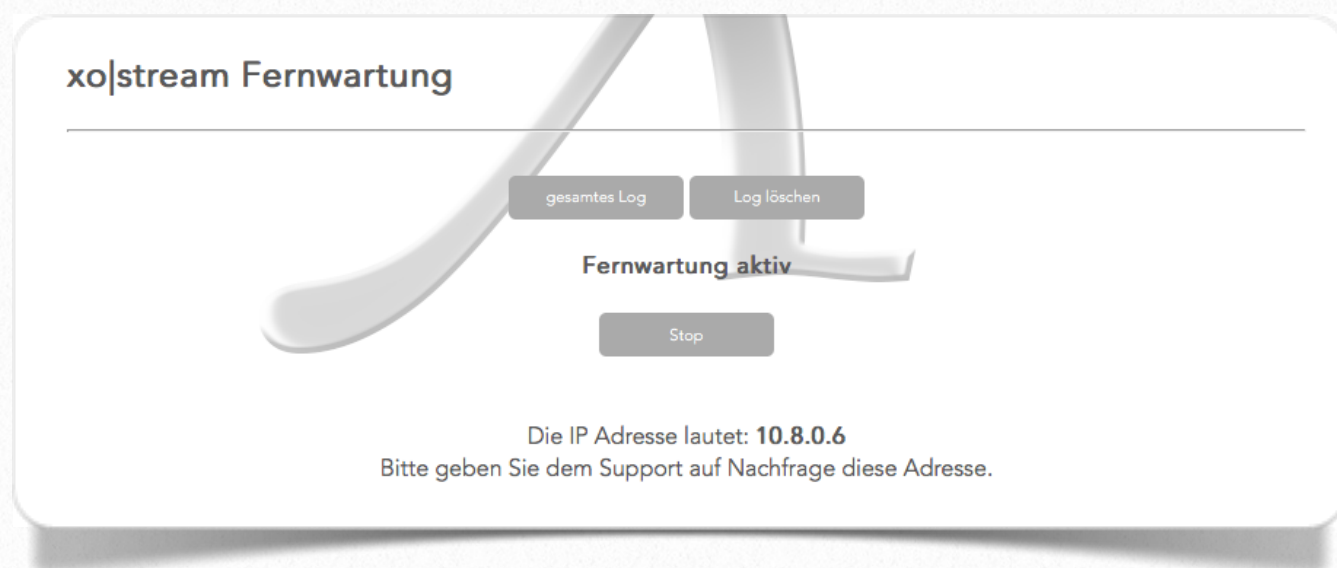 xo|stream Fernwartung
gesamtes Log Log löschen
Fernwartung aktiv
Stop
Die IP Adresse lautet: 10.8.0.6
Bitte geben Sie dem Support auf Nachfrage diese Adresse.